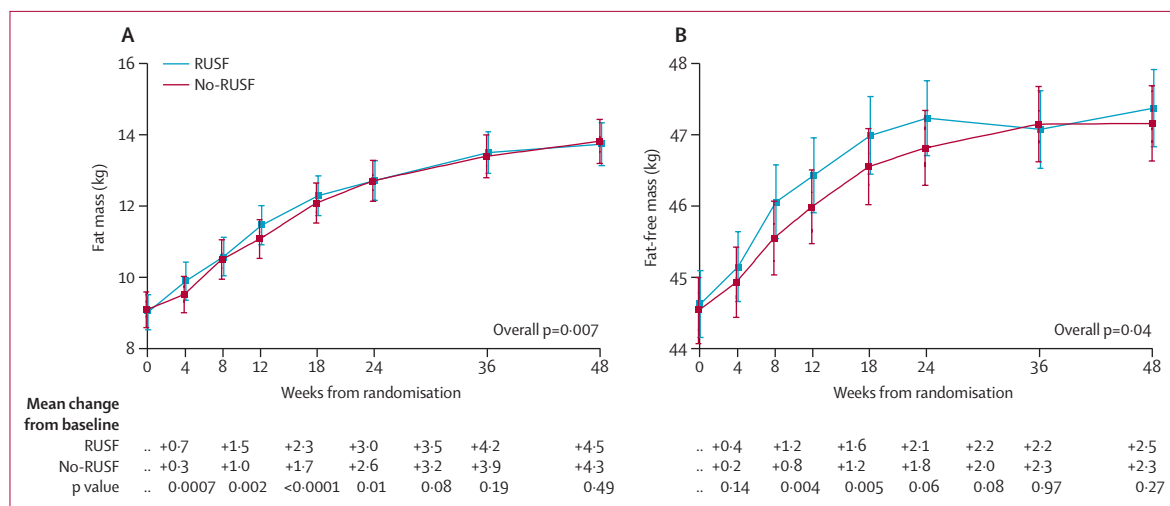 A
B
RUSF
No-RUSF
16
14
12
10
8
Fat mass (kg)
Overall p=0·007
0 4 8 12 18 24 36 48
Weeks from randomisation
48
47
46
45
44
Fat-free mass (kg)
Overall p=0·04
0 4 8 12 18 24 36 48
Weeks from randomisation
Mean change
from baseline
RUSF .. +0·7 +1·5 +2·3 +3·0 +3·5 +4·2 +4·5 .. +0·4 +1·2 +1·6 +2·1 +2·2 +2·2 +2·5
No-RUSF .. +0·3 +1·0 +1·7 +2·6 +3·2 +3·9 +4·3 .. +0·2 +0·8 +1·2 +1·8 +2·0 +2·3 +2·3
p value .. 0·0007 0·002 <0·0001 0·01 0·08 0·19 0·49 .. 0·14 0·004 0·005 0·06 0·08 0·97 0·27